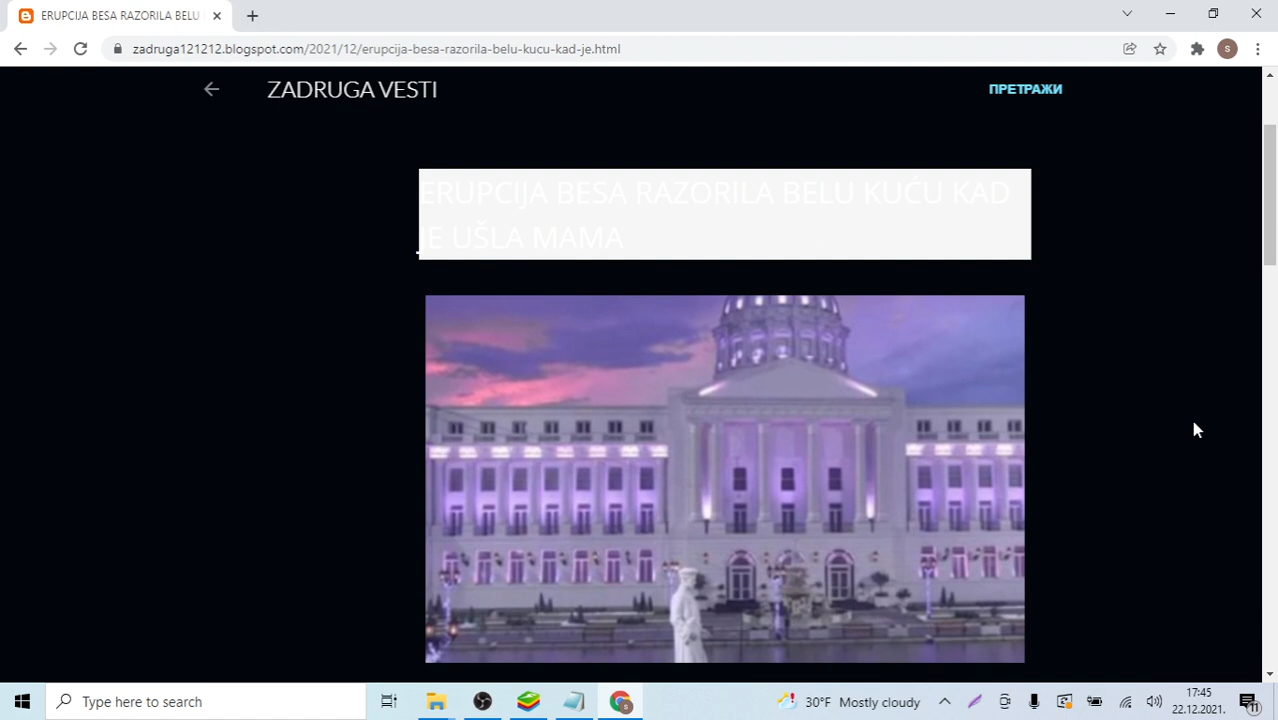 ERUPCIJA BESA RAZORILA BELU
zadruga121212.blogspot.com/2021/12/erupcija-besa-razorila-belu-kucu-kad-je.html
S
ZADRUGA VESTI
ПРЕТРАЖИ
ERUPCIJA BESA RAZORILA BELU KUĆU KAD
JE UŠLA MAMA
Type here to search
S
30°F Mostly cloudy
17:45
22.12.2021.
11